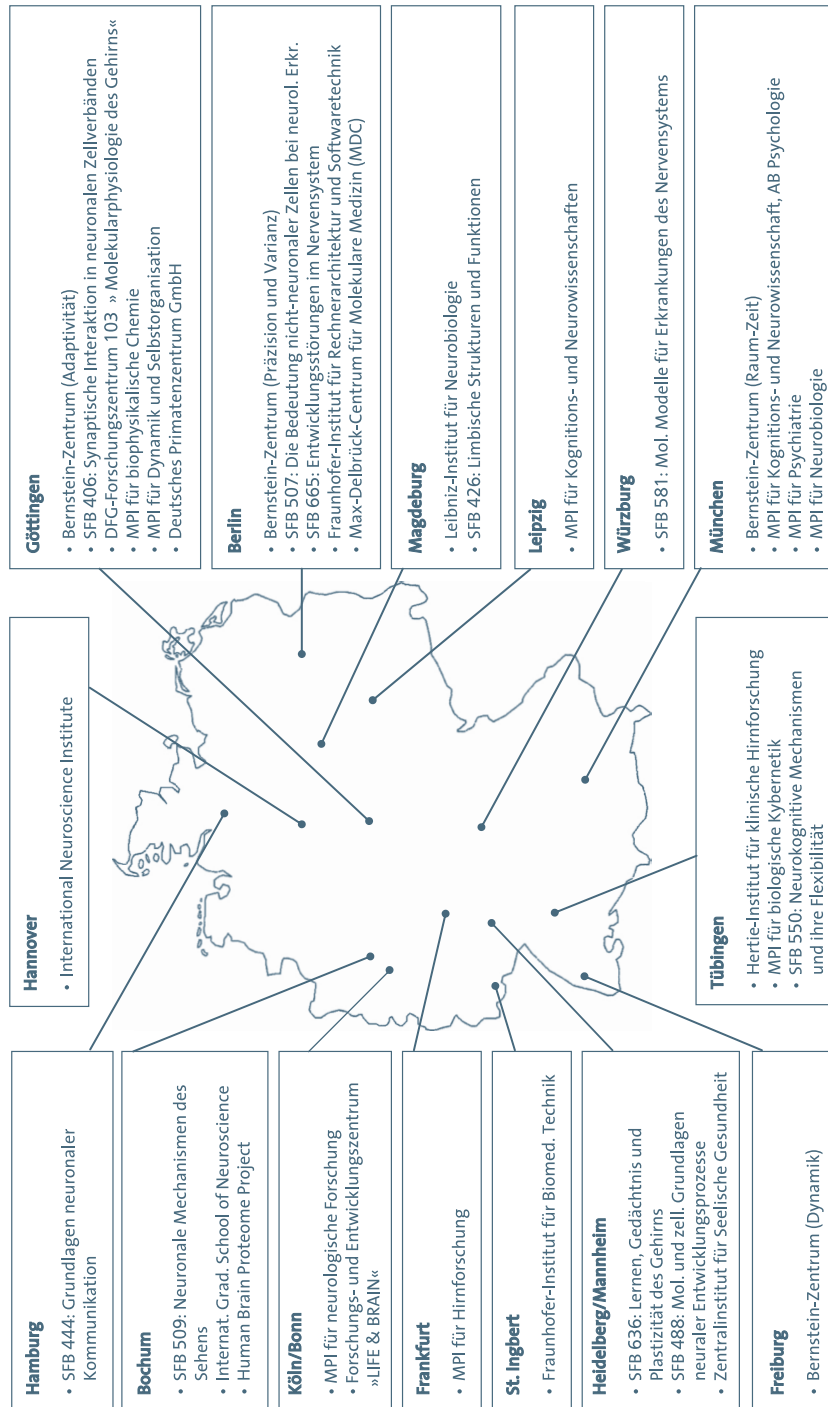 Hamburg
• SFB 444: Grundlagen neuronaler
Kommunikation
Bochum
• SFB 509: Neuronale Mechanismen des
Sehens
• Internat. Grad. School of Neuroscience
• Human Brain Proteome Project
Köln/Bonn
• MPI für neurologische Forschung
• Forschungs- und Entwicklungszentrum
»LIFE & BRAIN«
Frankfurt
• MPI für Hirnforschung
St. Ingbert
• Fraunhofer-Institut für Biomed. Technik
Heidelberg/Mannheim
• SFB 636: Lernen, Gedächtnis und
Plastizität des Gehirns
• SFB 488: Mol. und zell. Grundlagen
neuraler Entwicklungsprozesse
• Zentralinstitut für Seelische Gesundheit
Freiburg
• Bernstein-Zentrum (Dynamik)
Hannover
• International Neuroscience Institute
Tübingen
• Hertie-Institut für klinische Hirnforschung
• MPI für biologische Kybernetik
• SFB 550: Neurokognitive Mechanismen
und ihre Flexibilität
Göttingen
• Bernstein-Zentrum (Adaptivität)
• SFB 406: Synaptische Interaktion in neuronalen Zellverbänden
• DFG-Forschungszentrum 103 » Molekularphysiologie des Gehirns«
• MPI für biophysikalische Chemie
• MPI für Dynamik und Selbstorganisation
• Deutsches Primatenzentrum GmbH
Berlin
• Bernstein-Zentrum (Präzision und Varianz)
• SFB 507: Die Bedeutung nicht-neuronaler Zellen bei neurol. Erkr.
• SFB 665: Entwicklungsstörungen im Nervensystem
• Fraunhofer-Institut für Rechnerarchitektur und Softwaretechnik
• Max-Delbrück-Centrum für Molekulare Medizin (MDC)
Magdeburg
• Leibniz-Institut für Neurobiologie
• SFB 426: Limbische Strukturen und Funktionen
Leipzig
• MPI für Kognitions- und Neurowissenschaften
Würzburg
• SFB 581: Mol. Modelle für Erkrankungen des Nervensystems
München
• Bernstein-Zentrum (Raum-Zeit)
• MPI für Kognitions- und Neurowissenschaft, AB Psychologie
• MPI für Psychiatrie
• MPI für Neurobiologie